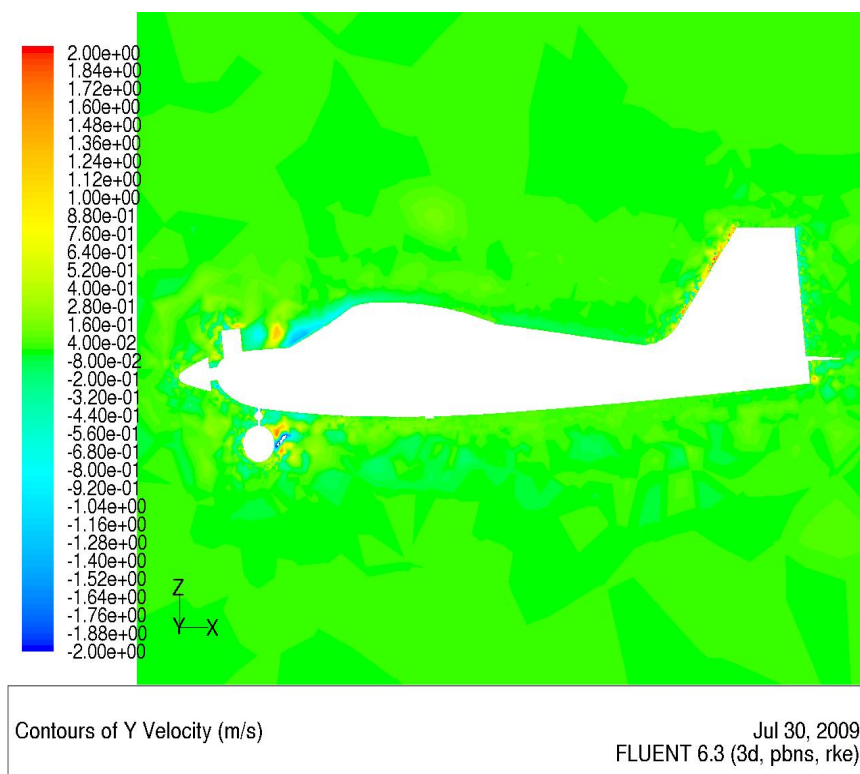 2.00e+00
1.84e+00
1.72e+00
1.60e+00
1.48e+00
1.36e+00
1.24e+00
1.12e+00
1.00e+00
8.80e-01
7.60e-01
6.40e-01
5.20e-01
4.00e-01
2.80e-01
1.60e-01
4.00e-02
-8.00e-02
-2.00e-01
-3.20e-01
-4.40e-01
-5.60e-01
-6.80e-01
-8.00e-01
-9.20e-01
-1.04e+00
-1.16e+00
-1.28e+00
-1.40e+00
-1.52e+00
-1.64e+00
-1.76e+00
-1.88e+00
-2.00e+00
Z
Y X
Contours of Y Velocity (m/s)
Jul 30, 2009
FLUENT 6.3 (3d, pbns, rke)